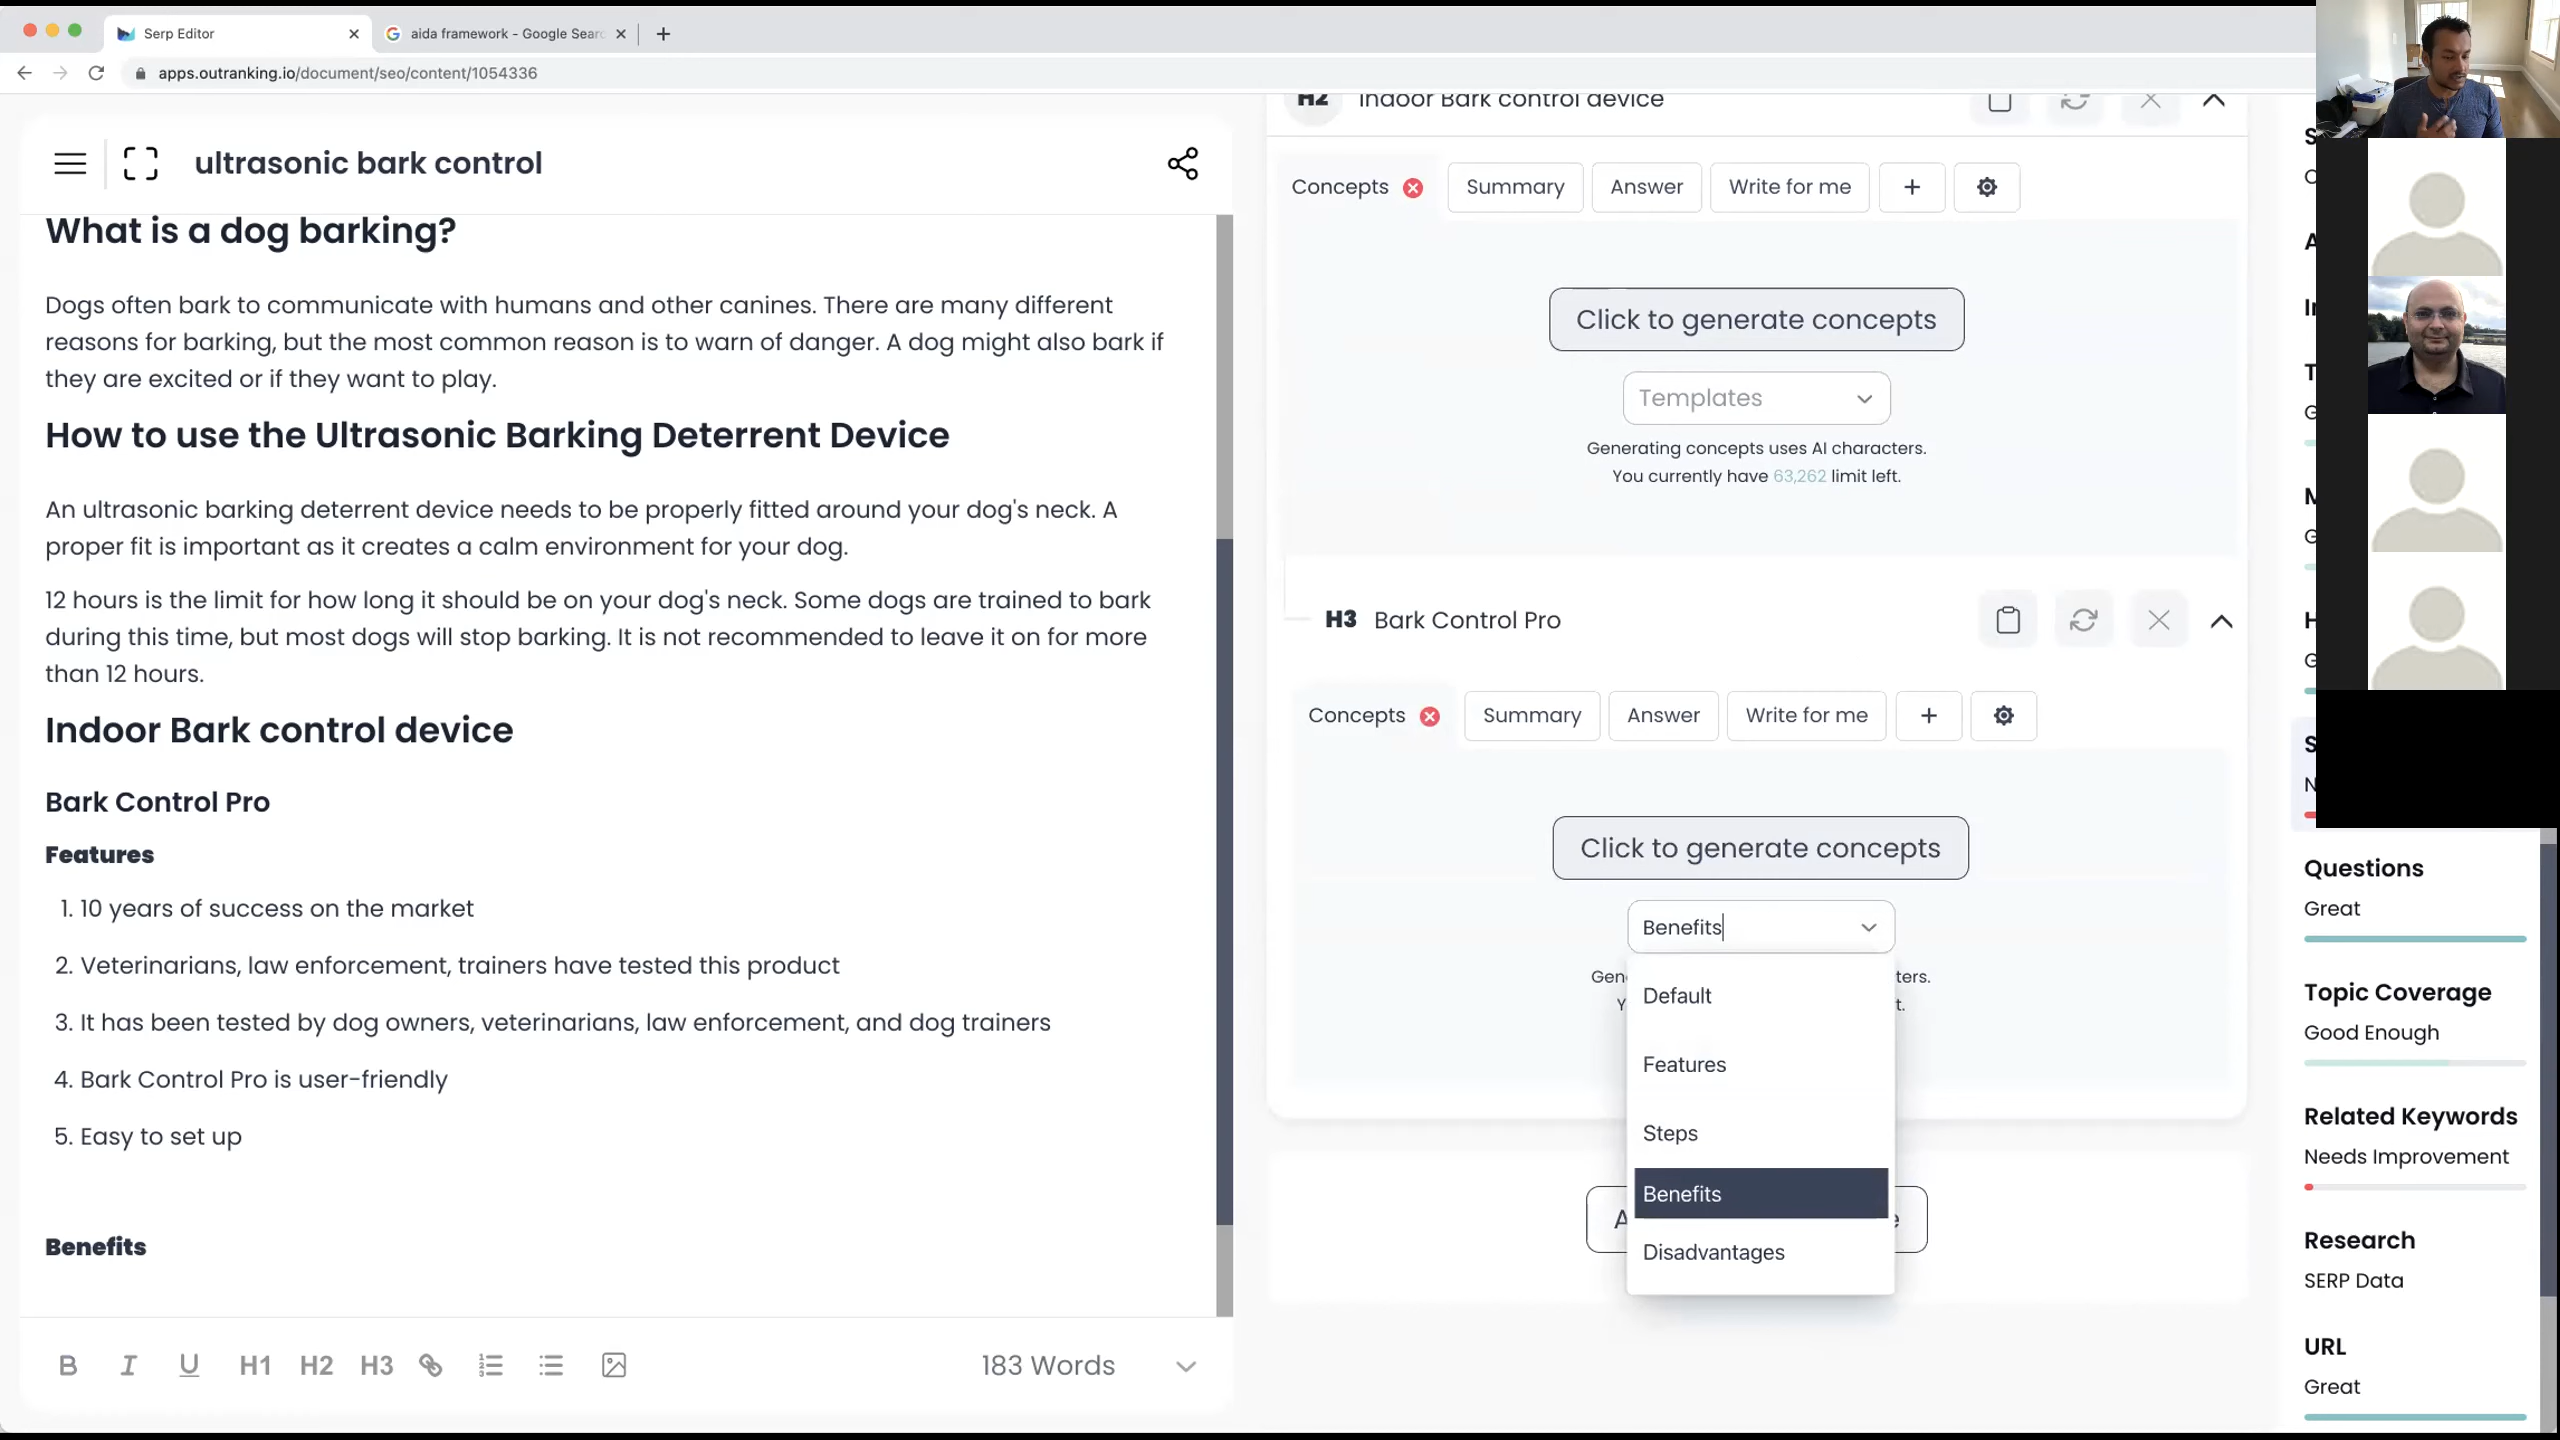 Serp Editor
aida framework - Google Searc
apps.outranking.io/document/seo/content/1054336
ultrasonic bark control
What is a dog barking?
Dogs often bark to communicate with humans and other canines. There are many different
reasons for barking, but the most common reason is to warn of danger. A dog might also bark if
they are excited or if they want to play.
How to use the Ultrasonic Barking Deterrent Device
An ultrasonic barking deterrent device needs to be properly fitted around your dog's neck. A
proper fit is important as it creates a calm environment for your dog.
12 hours is the limit for how long it should be on your dog's neck. Some dogs are trained to bark
during this time, but most dogs will stop barking. It is not recommended to leave it on for more
than 12 hours.
Indoor Bark control device
Bark Control Pro
Features
1. 10 years of success on the market
2. Veterinarians, law enforcement, trainers have tested this product
3. It has been tested by dog owners, veterinarians, law enforcement, and dog trainers
4. Bark Control Pro is user-friendly
5. Easy to set up
Benefits
B I U H1 H2 H3
183 Words
H2 Indoor Bark control device
Concepts Summary Answer Write for me +
Click to generate concepts
Templates
Generating concepts uses AI characters.
You currently have 63,262 limit left.
H3 Bark Control Pro
Concepts Summary Answer Write for me +
Click to generate concepts
Benefits
Gen ters.
Y t.
Default
Features
Steps
Benefits
Disadvantages
A
Questions
Great
Topic Coverage
Good Enough
Related Keywords
Needs Improvement
Research
SERP Data
URL
Great